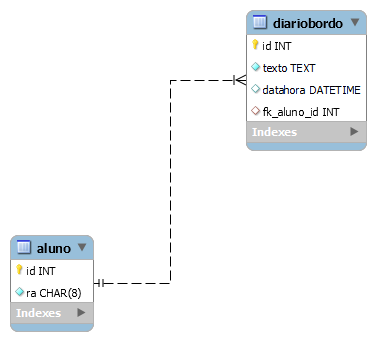 diariobordo
id INT
texto TEXT
datahora DATETIME
fk_aluno_id INT
Indexes
aluno
id INT
ra CHAR(8)
Indexes